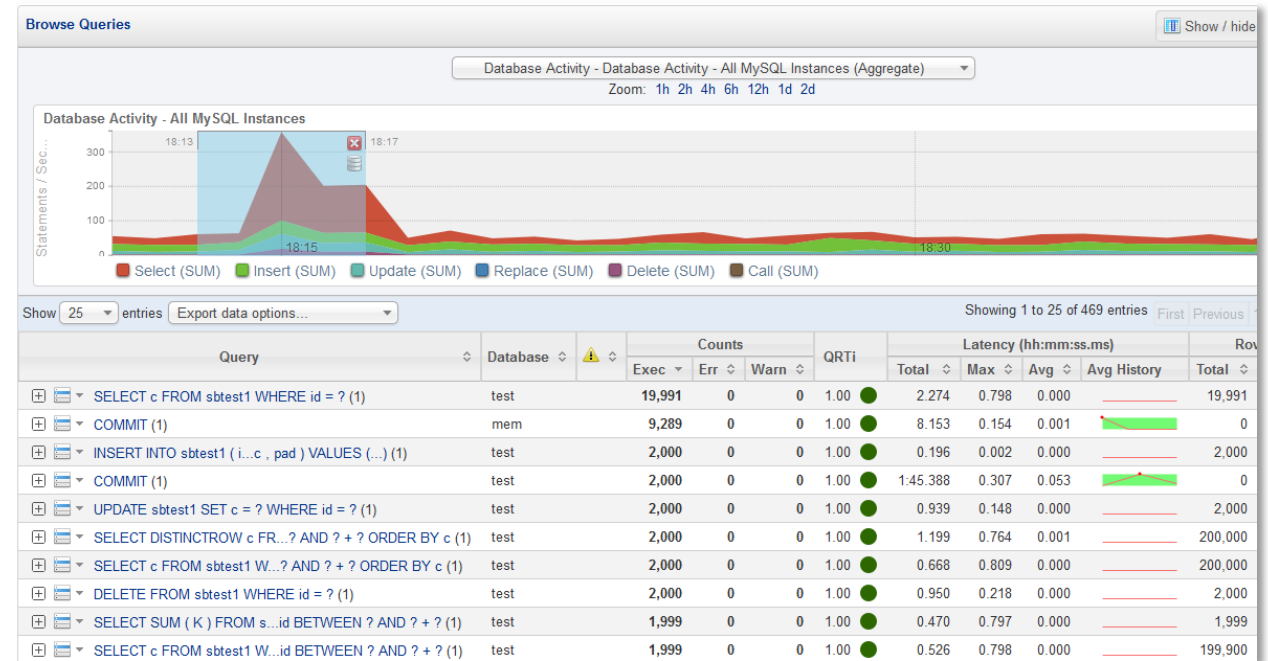 Browse Queries
Show / hide
Database Activity - Database Activity - All MySQL Instances (Aggregate)
Zoom: 1h 2h 4h 6h 12h 1d 2d
Database Activity - All MySQL Instances
Statements / Sec...
18:13 18:17
300
200
100
0
18:15 18:30
Select (SUM) Insert (SUM) Update (SUM) Replace (SUM) Delete (SUM) Call (SUM)
Show 25 entries Export data options... Showing 1 to 25 of 469 entries First Previous
Query Database Counts QRTi Latency (hh:mm:ss.ms) Rov
Exec Err Warn Total Max Avg Avg History Total
SELECT c FROM sbtest1 WHERE id = ? (1) test 19,991 0 0 1.00 2.274 0.798 0.000 19,991
COMMIT (1) mem 9,289 0 0 1.00 8.153 0.154 0.001 0
INSERT INTO sbtest1 ( i...c , pad ) VALUES (...) (1) test 2,000 0 0 1.00 0.196 0.002 0.000 2,000
COMMIT (1) test 2,000 0 0 1.00 1:45.388 0.307 0.053 0
UPDATE sbtest1 SET c = ? WHERE id = ? (1) test 2,000 0 0 1.00 0.939 0.148 0.000 2,000
SELECT DISTINCTROW c FR...? AND ? + ? ORDER BY c (1) test 2,000 0 0 1.00 1.199 0.764 0.001 200,000
SELECT c FROM sbtest1 W...? AND ? + ? ORDER BY c (1) test 2,000 0 0 1.00 0.668 0.809 0.000 200,000
DELETE FROM sbtest1 WHERE id = ? (1) test 2,000 0 0 1.00 0.950 0.218 0.000 2,000
SELECT SUM ( K ) FROM s...id BETWEEN ? AND ? + ? (1) test 1,999 0 0 1.00 0.470 0.797 0.000 1,999
SELECT c FROM sbtest1 W...id BETWEEN ? AND ? + ? (1) test 1,999 0 0 1.00 0.526 0.798 0.000 199,900